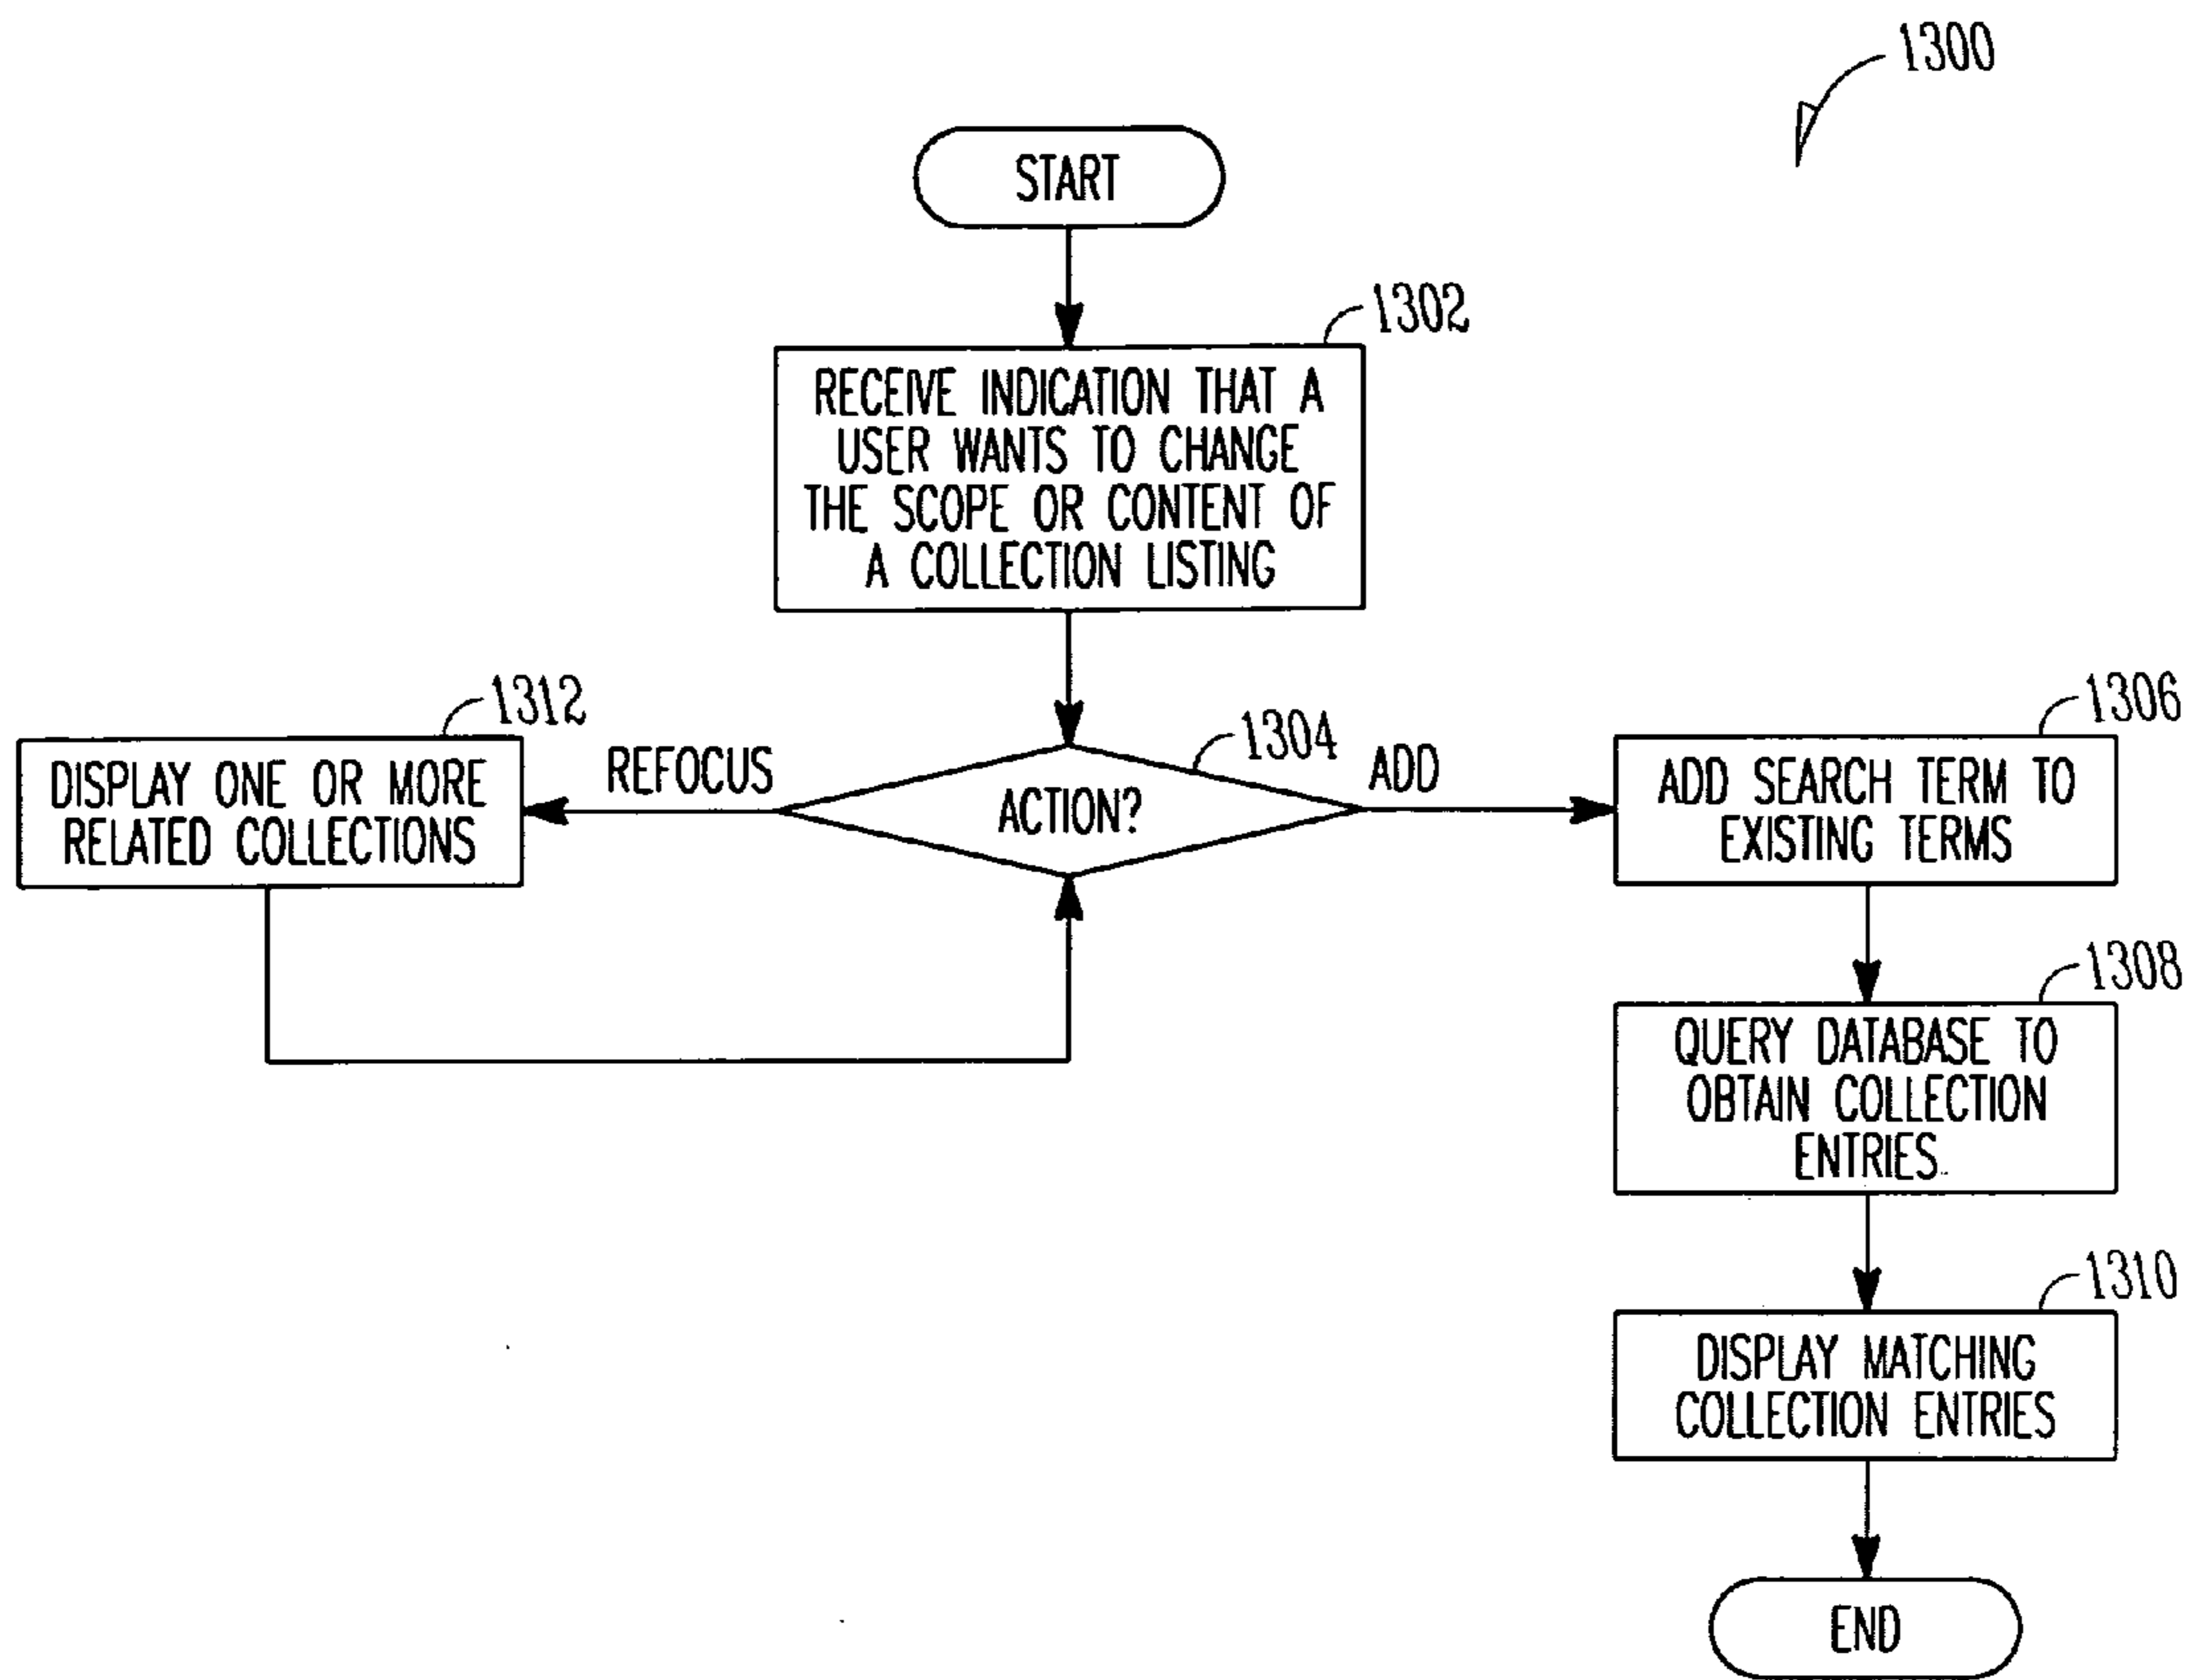 1300
START
1302
RECEIVE INDICATION THAT A
USER WANTS TO CHANGE
THE SCOPE OR CONTENT OF
A COLLECTION LISTING
1312
DISPLAY ONE OR MORE
RELATED COLLECTIONS
REFOCUS
1304
ACTION?
ADD
1306
ADD SEARCH TERM TO
EXISTING TERMS
1308
QUERY DATABASE TO
OBTAIN COLLECTION
ENTRIES
1310
DISPLAY MATCHING
COLLECTION ENTRIES
END